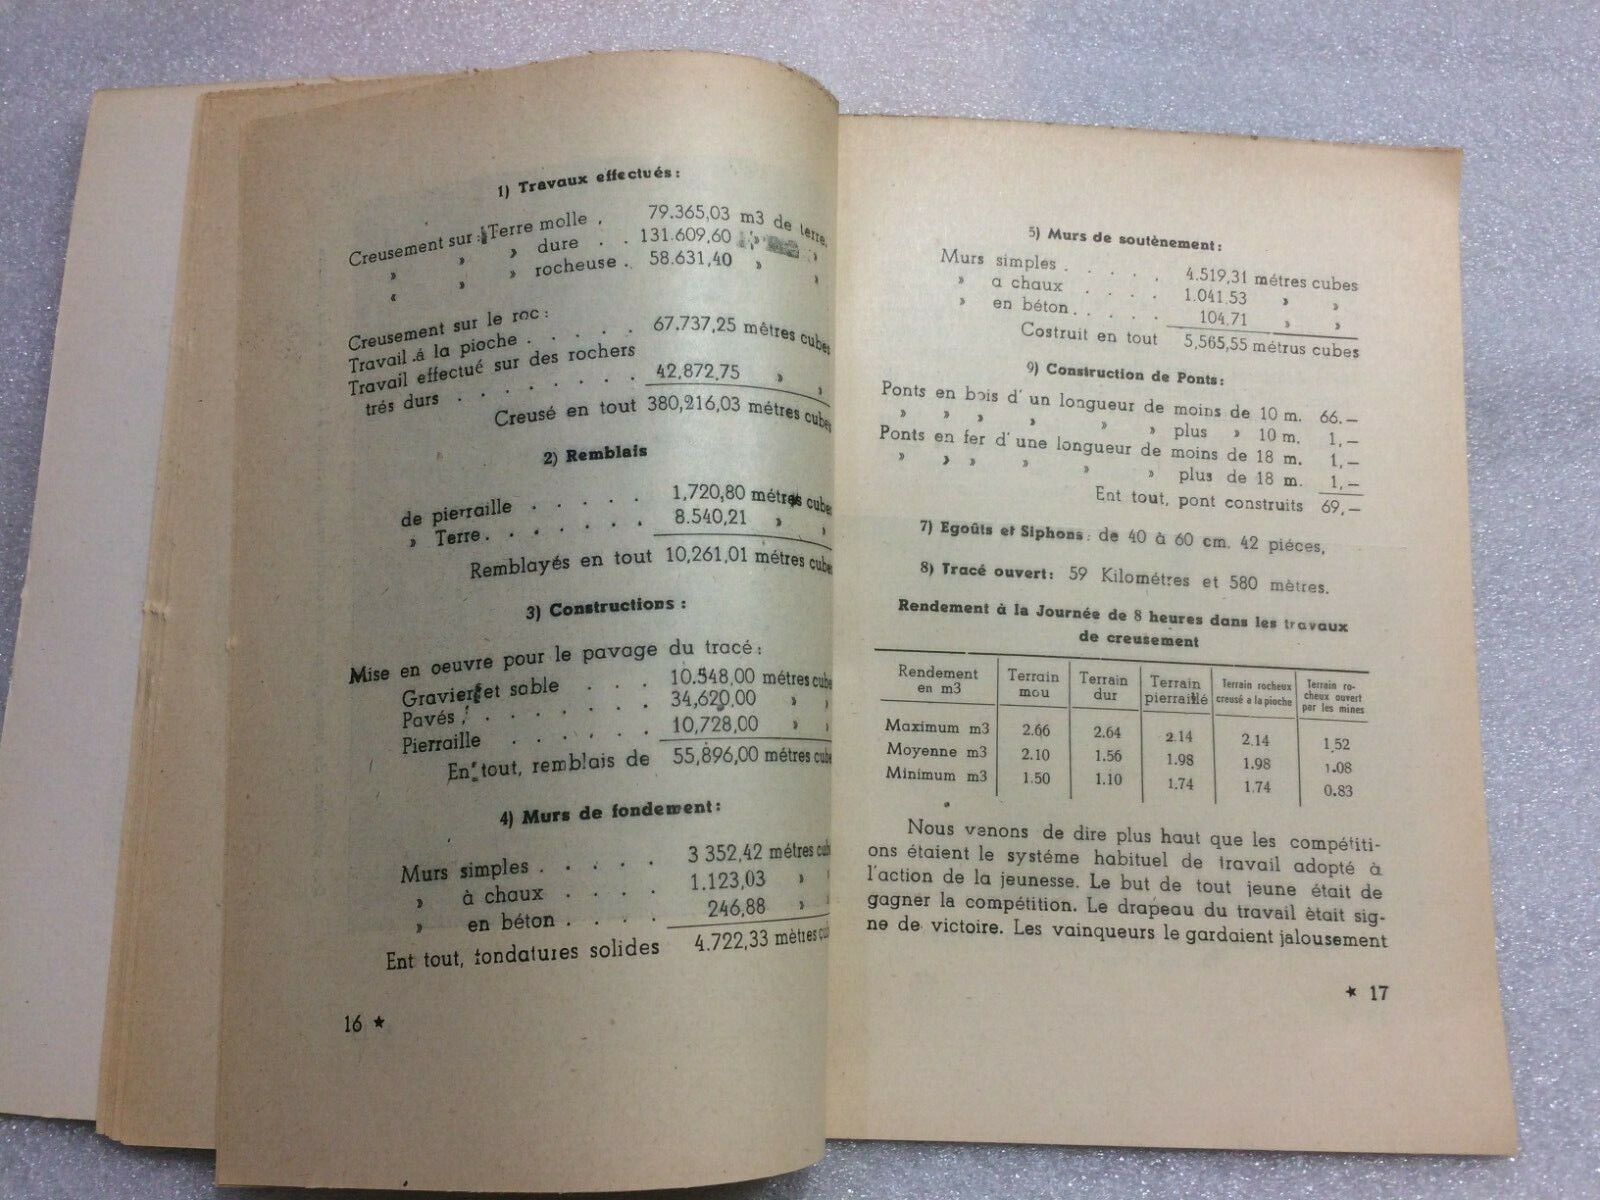 1) Travaux effectués:
Creusement sur: Terre molle . 79.365,03 m3 de terre.
» » » dure . . 131.609,60 » »
« » » rocheuse . 58.631,40 » »
Creusement sur le roc:
Travail á la pioche . . . . . 67.737,25 métres cubes
Travail effectué sur des rochers
trés durs . . . . . . . 42,872,75 » »
Creusé en tout 380,216,03 métres cubes
2) Remblais
de pierraille . . . . . 1,720,80 métres cubes
» Terre. . . . . . . 8.540,21 » »
Remblayés en tout 10,261,01 métres cube
3) Constructions :
Mise en oeuvre pour le pavage du tracé:
Gravier et sable . . . 10.548,00 métres cube
Pavés . . . . . . . 34,620,00 » »
Pierraille . . . . . . 10,728,00 » »
En tout, remblais de 55,896,00 métres cube
4) Murs de fondement:
Murs simples . . . . . 3 352,42 métres cub
» à chaux . . . . 1.123,03 » »
» en béton . . . . 246,88 » »
Ent tout, fondatures solides 4.722,33 mètres cu
16 ★
5) Murs de soutènement:
Murs simples . . . . . 4.519,31 métres cubes
» a chaux . . . . 1.041.53 » »
» en béton. . . . . 104.71 » »
Costruit en tout 5,565,55 métrus cubes
9) Construction de Ponts:
Ponts en bois d' un longueur de moins de 10 m. 66.—
» » » » » » plus » 10 m. 1,—
Ponts en fer d' une longueur de moins de 18 m. 1,—
» » » » » » plus de 18 m. 1,—
Ent tout, pont construits 69,—
7) Egoûts et Siphons: de 40 à 60 cm. 42 piéces,
8) Tracé ouvert: 59 Kilométres et 580 mètres.
Rendement à la Journée de 8 heures dans les travaux
de creusement
Rendement en m3 | Terrain mou | Terrain dur | Terrain pierraillé | Terrain rocheux creusé a la pioche | Terrain rocheux ouvert par les mines
Maximum m3 2.66 2.64 2.14 2.14 1,52
Moyenne m3 2.10 1.56 1.98 1.98 1.08
Minimum m3 1.50 1.10 1.74 1.74 0.83
Nous venons de dire plus haut que les compétiti-
ons étaient le systéme habituel de travail adopté à
l'action de la jeunesse. Le but de tout jeune était de
gagner la compétition. Le drapeau du travail ètait sig-
ne de victoire. Les vainqueurs le gardaient jalousement
★ 17